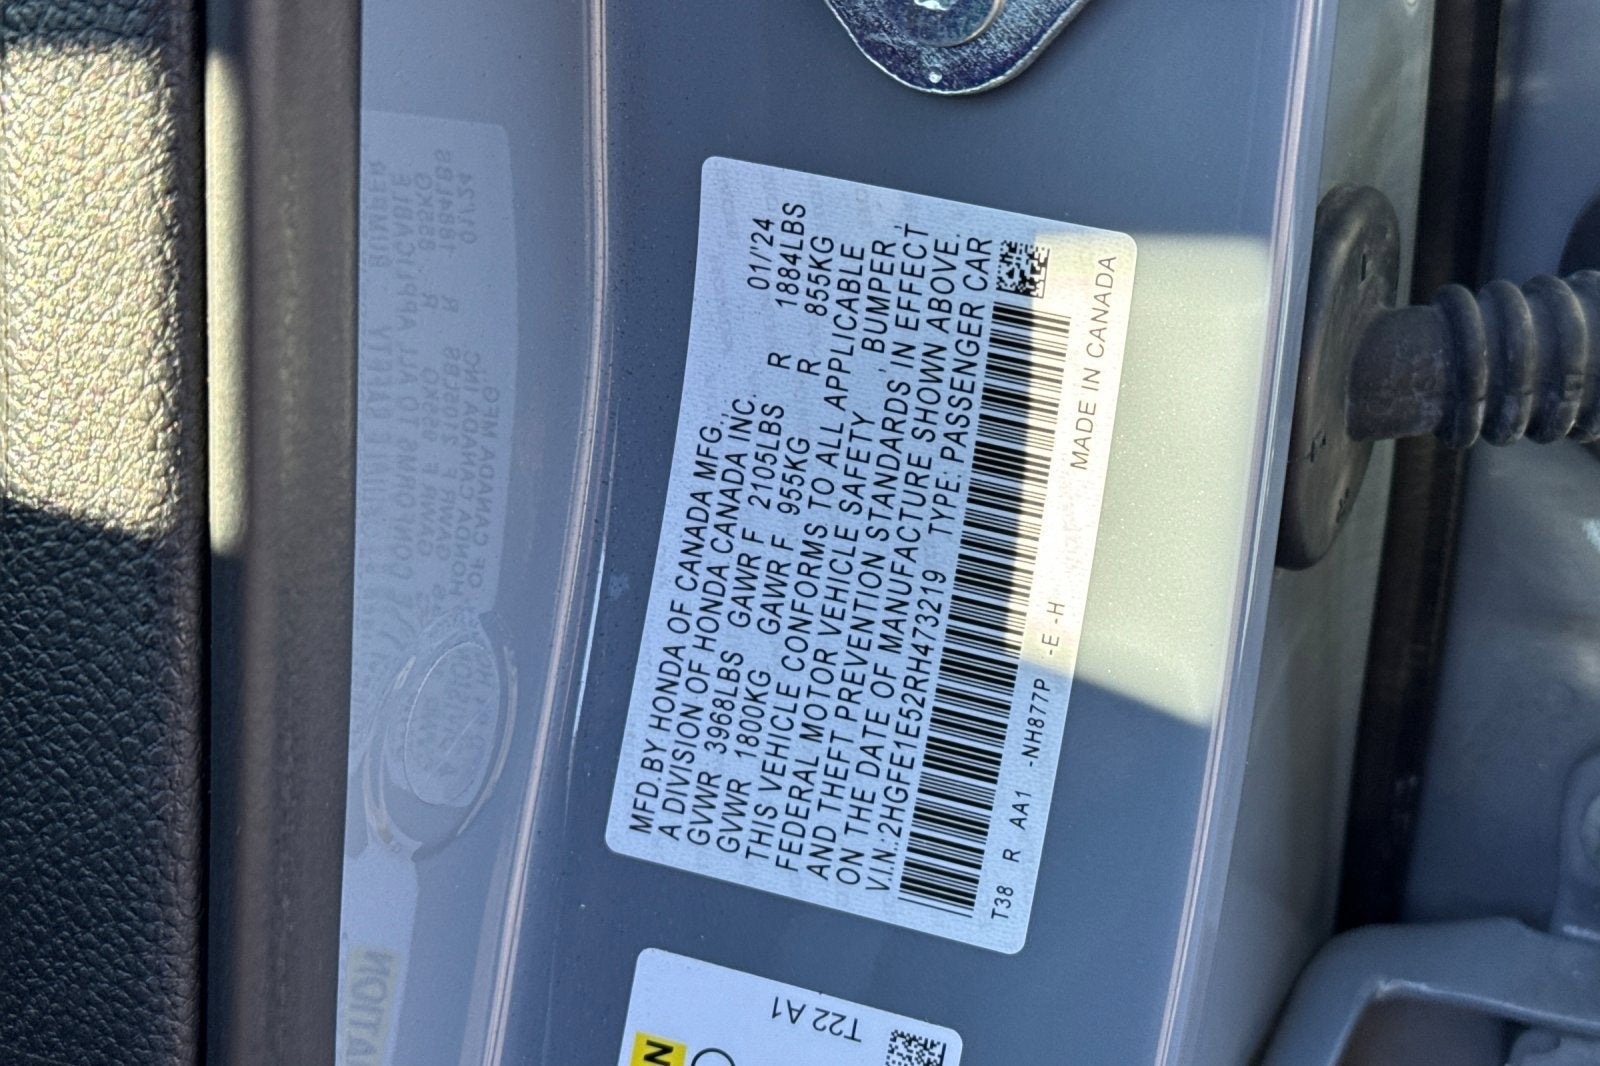 MFD.BY HONDA OF CANADA MFG.,
A DIVISION OF HONDA CANADA INC. 01/'24
GVWR 3968LBS GAWR F 2105LBS R 1884LBS
GVWR 1800KG GAWR F 955KG R 855KG
THIS VEHICLE CONFORMS TO ALL APPLICABLE
FEDERAL MOTOR VEHICLE SAFETY, BUMPER,
AND THEFT PREVENTION STANDARDS IN EFFECT
ON THE DATE OF MANUFACTURE SHOWN ABOVE.
V.I.N.:2HGFE1E52RH473219 TYPE: PASSENGER CAR
T38 R AA1 -NH877P -E -H
MADE IN CANADA
T22 A1